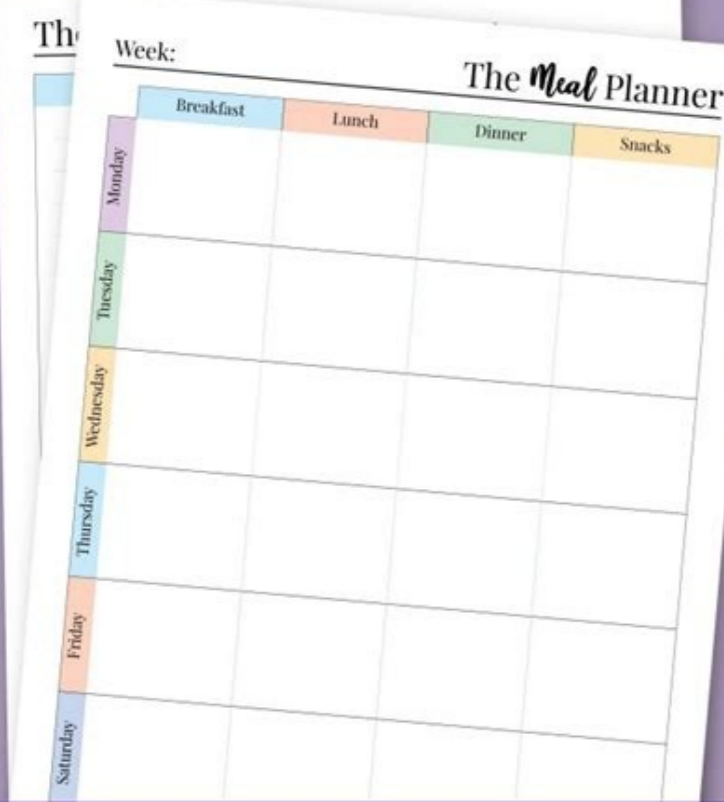 Th
Week:
The Meal Planner
Breakfast Lunch Dinner Snacks
Monday
Tuesday
Wednesday
Thursday
Friday
Saturday